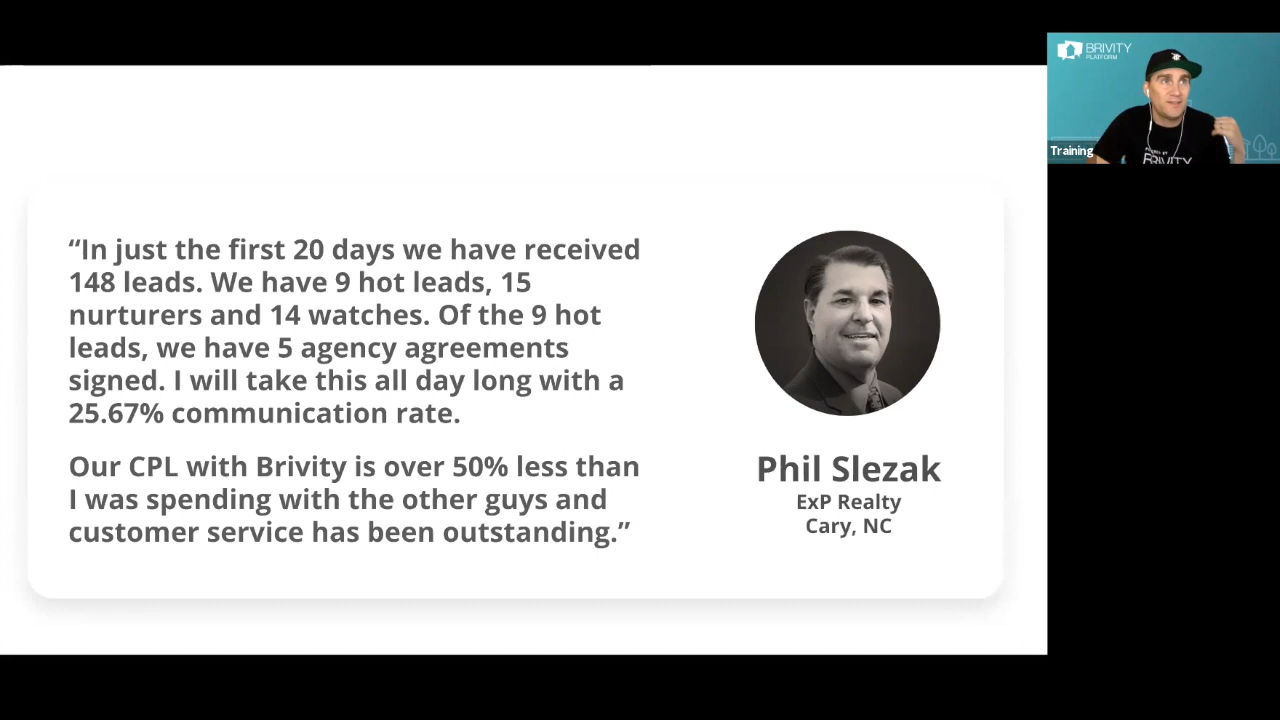 “In just the first 20 days we have received
148 leads. We have 9 hot leads, 15
nurturers and 14 watches. Of the 9 hot
leads, we have 5 agency agreements
signed. I will take this all day long with a
25.67% communication rate.
Our CPL with Brivity is over 50% less than
I was spending with the other guys and
customer service has been outstanding.”
Phil Slezak
ExP Realty
Cary, NC
BRIVITY
PLATFORM
Training
BRIVITY